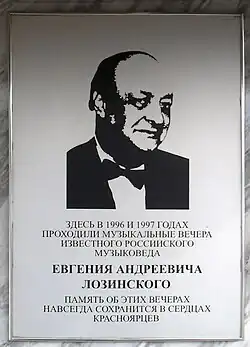 ЗДЕСЬ В 1996 И 1997 ГОДАХ
ПРОХОДИЛИ МУЗЫКАЛЬНЫЕ ВЕЧЕРА
ИЗВЕСТНОГО РОССИЙСКОГО
МУЗЫКОВЕДА
ЕВГЕНИЯ АНДРЕЕВИЧА
ЛОЗИНСКОГО
ПАМЯТЬ ОБ ЭТИХ ВЕЧЕРАХ
НАВСЕГДА СОХРАНИТСЯ В СЕРДЦАХ
КРАСНОЯРЦЕВ